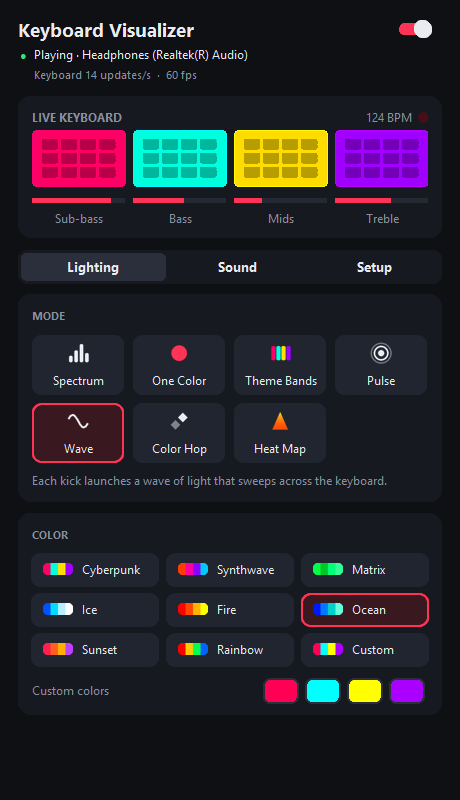 Keyboard Visualizer
Playing · Headphones (Realtek(R) Audio)
Keyboard 14 updates/s · 60 fps
LIVE KEYBOARD 124 BPM
Sub-bass Bass Mids Treble
Lighting Sound Setup
MODE
Spectrum One Color Theme Bands Pulse
Wave Color Hop Heat Map
Each kick launches a wave of light that sweeps across the keyboard.
COLOR
Cyberpunk Synthwave Matrix
Ice Fire Ocean
Sunset Rainbow Custom
Custom colors